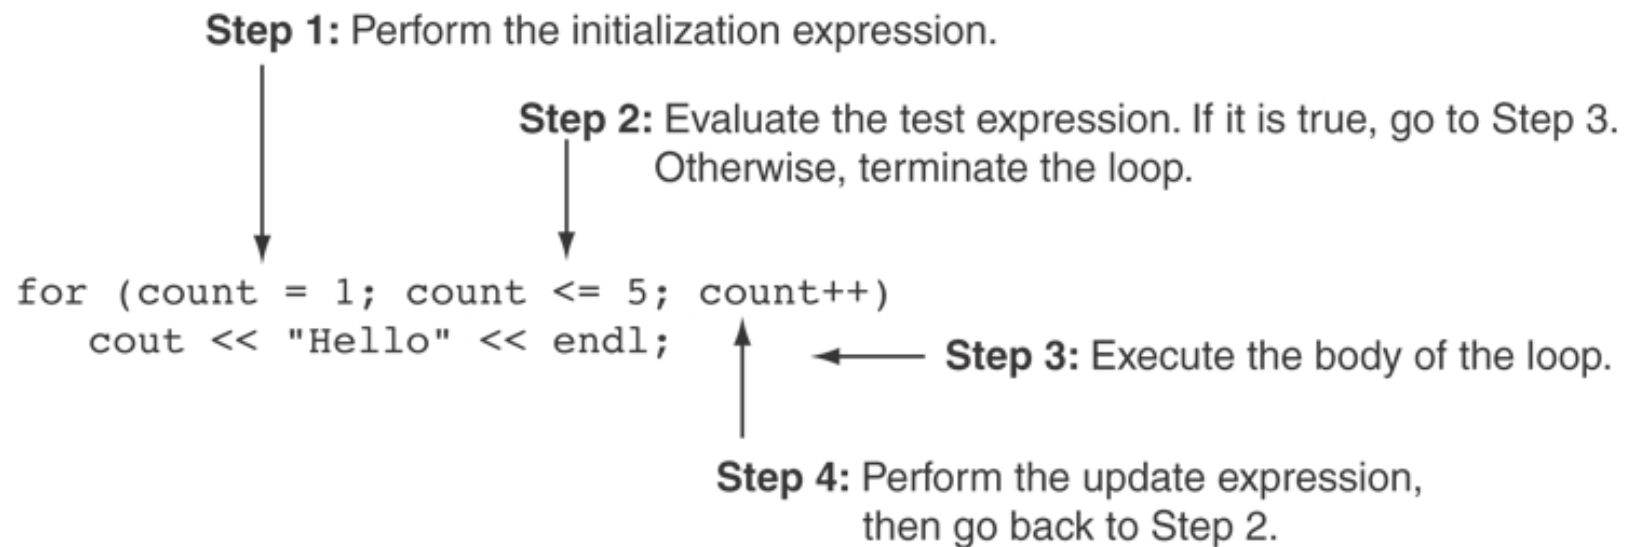 Step 1: Perform the initialization expression.
Step 2: Evaluate the test expression. If it is true, go to Step 3.
Otherwise, terminate the loop.
for (count = 1; count <= 5; count++)
cout << "Hello" << endl;
Step 3: Execute the body of the loop.
Step 4: Perform the update expression,
then go back to Step 2.